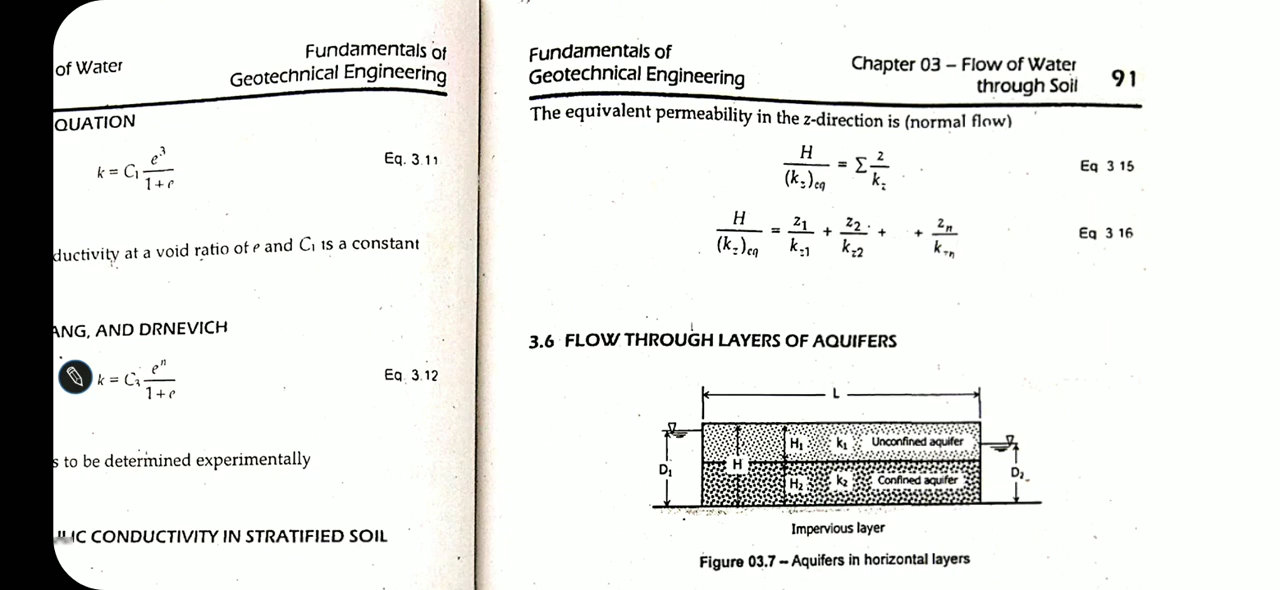 of Water
Fundamentals of
Geotechnical Engineering
QUATION
k = C₁ e³ / 1 + e
Eq. 3.11
ductivity at a void ratio of e and C₁ is a constant
ANG, AND DRNEVICH
k = C₃ eⁿ / 1 + e
Eq. 3.12
s to be determined experimentally
IC CONDUCTIVITY IN STRATIFIED SOIL
Fundamentals of
Geotechnical Engineering
Chapter 03 – Flow of Water
through Soil
91
The equivalent permeability in the z-direction is (normal flow)
H / (k_z)_eq = Σ z / k_z
Eq 3 15
H / (k_z)_eq = z₁ / k_z1 + z₂ / k_z2 + + z_n / k_zn
Eq 3 16
3.6 FLOW THROUGH LAYERS OF AQUIFERS
L
H₁ k₁ Unconfined aquifer
D₁ H D₂
H₂ k₂ Confined aquifer
Impervious layer
Figure 03.7 – Aquifers in horizontal layers